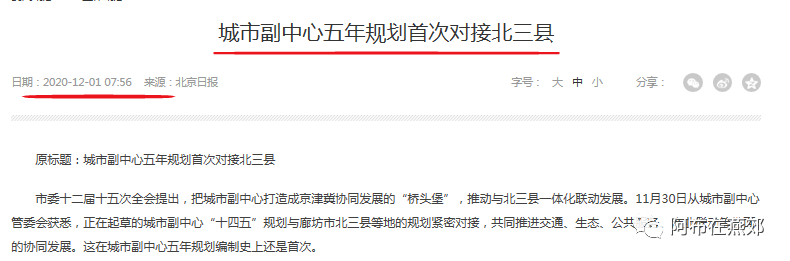 城市副中心五年规划首次对接北三县
日期：2020-12-01 07:56 来源：北京日报 字号： 大 中 小 分享：
原标题：城市副中心五年规划首次对接北三县
市委十二届十五次全会提出，把城市副中心打造成京津冀协同发展的“桥头堡”，推动与北三县一体化联动发展。11月30日从城市副中心
管委会获悉，正在起草的城市副中心“十四五”规划与廊坊市北三县等地的规划紧密对接，共同推进交通、生态、公共
的协同发展。这在城市副中心五年规划编制史上还是首次。
阿布在燕郊